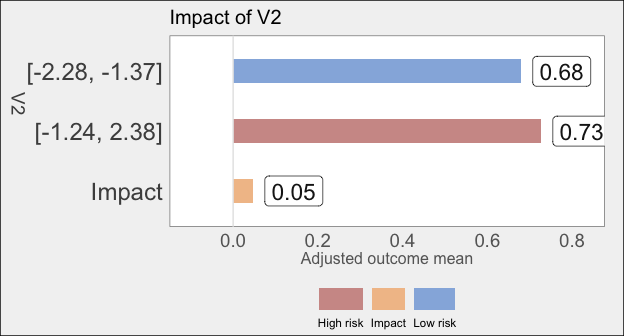 Impact of V2
V2
[-2.28, -1.37]
0.68
[-1.24, 2.38]
0.73
Impact
0.05
0.0 0.2 0.4 0.6 0.8
Adjusted outcome mean
High risk Impact Low risk